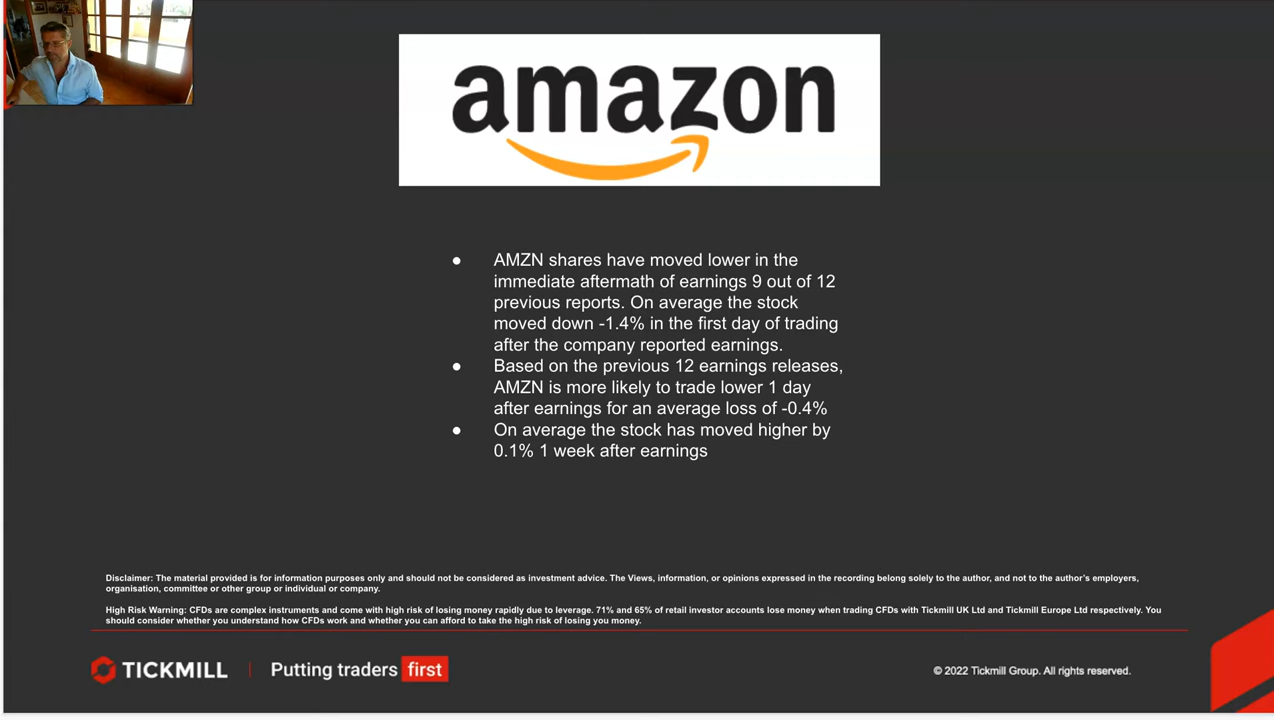 amazon
● AMZN shares have moved lower in the
immediate aftermath of earnings 9 out of 12
previous reports. On average the stock
moved down -1.4% in the first day of trading
after the company reported earnings.
● Based on the previous 12 earnings releases,
AMZN is more likely to trade lower 1 day
after earnings for an average loss of -0.4%
● On average the stock has moved higher by
0.1% 1 week after earnings
Disclaimer: The material provided is for information purposes only and should not be considered as investment advice. The Views, information, or opinions expressed in the recording belong solely to the author, and not to the author's employers,
organisation, committee or other group or individual or company.
High Risk Warning: CFDs are complex instruments and come with high risk of losing money rapidly due to leverage. 71% and 65% of retail investor accounts lose money when trading CFDs with Tickmill UK Ltd and Tickmill Europe Ltd respectively. You
should consider whether you understand how CFDs work and whether you can afford to take the high risk of losing you money.
TICKMILL | Putting traders first
© 2022 Tickmill Group. All rights reserved.